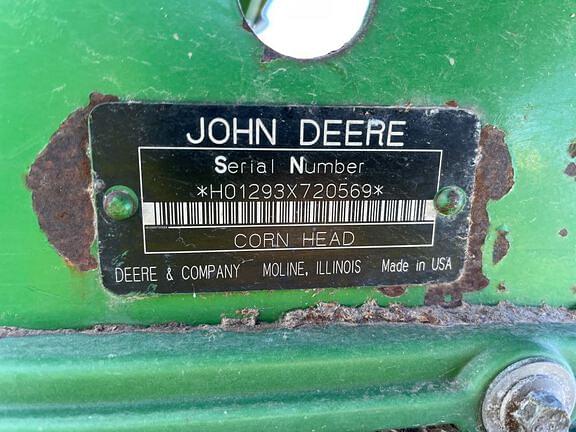 JOHN DEERE
Serial Number
*H01293X720569*
CORN HEAD
DEERE & COMPANY MOLINE, ILLINOIS Made in USA